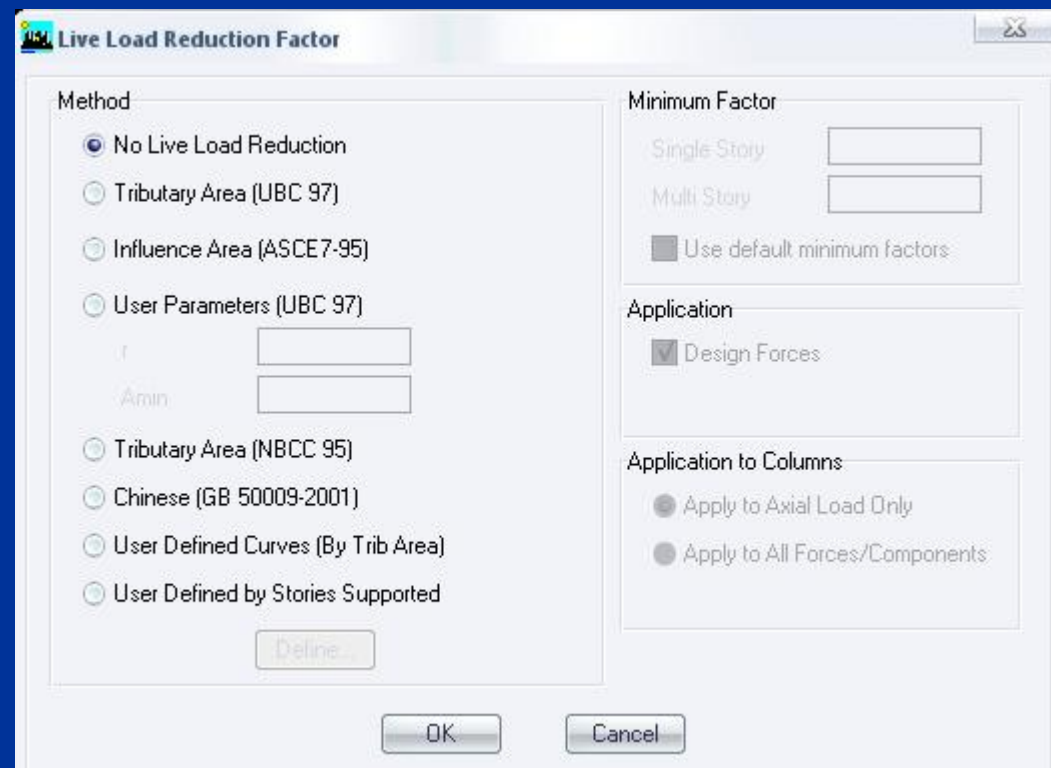 Live Load Reduction Factor
Method
No Live Load Reduction
Tributary Area (UBC 97)
Influence Area (ASCE7-95)
User Parameters (UBC 97)
r
Amin
Tributary Area (NBCC 95)
Chinese (GB 50009-2001)
User Defined Curves (By Trib Area)
User Defined by Stories Supported
Define...
Minimum Factor
Single Story
Multi Story
Use default minimum factors
Application
Design Forces
Application to Columns
Apply to Axial Load Only
Apply to All Forces/Components
OK
Cancel